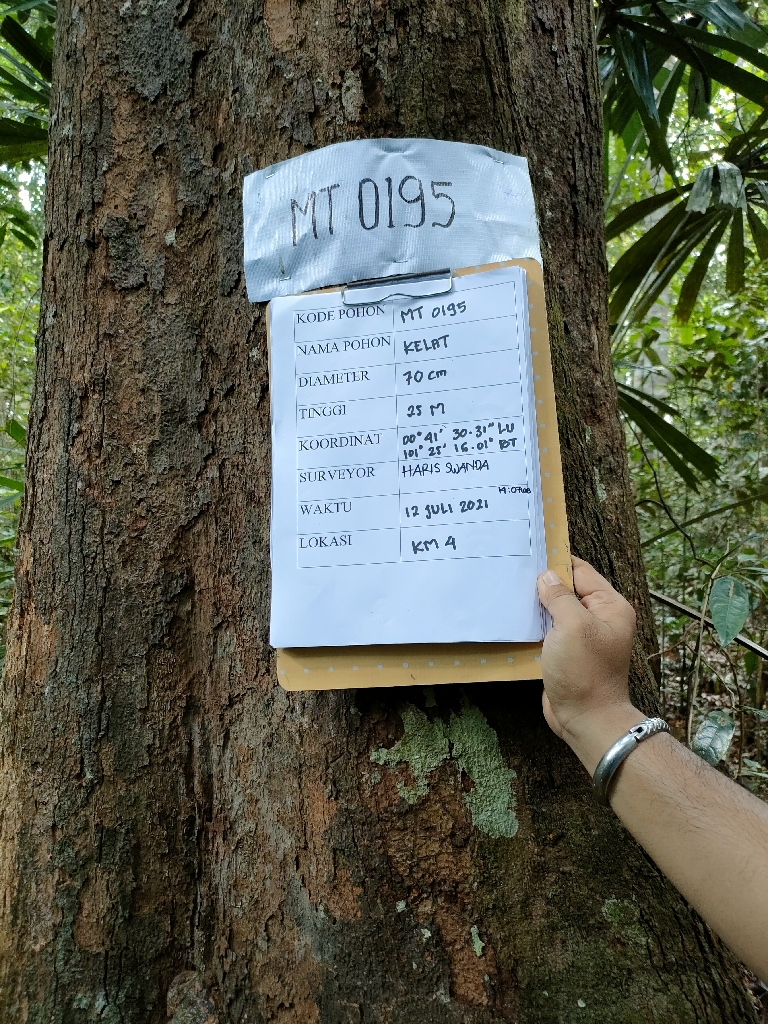 MT 0195
KODE POHON MT 0195
NAMA POHON KELAT
DIAMETER 70 cm
TINGGI 25 M
KOORDINAT 00° 41' 30.31" LU
101° 25' 16.01" BT
SURVEYOR HARIS SWANDA
WAKTU 12 JULI 2021
LOKASI KM 4